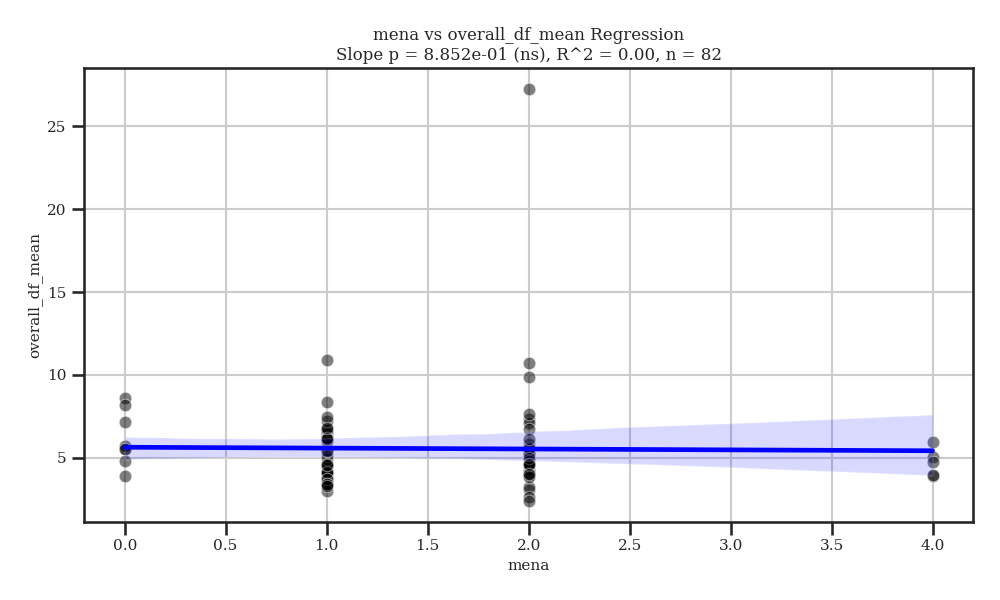 mena vs overall_df_mean Regression
Slope p = 8.852e-01 (ns), R^2 = 0.00, n = 82
overall_df_mean
25
20
15
10
5
0.0 0.5 1.0 1.5 2.0 2.5 3.0 3.5 4.0
mena